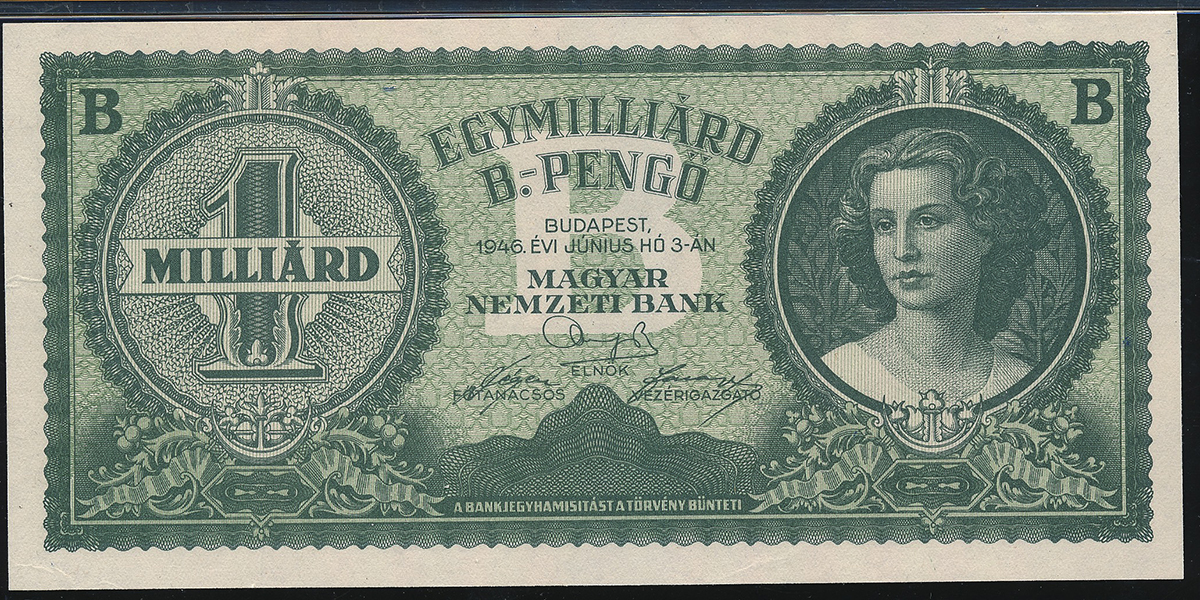 B
B
1
MILLIÁRD
EGYMILLIÁRD
B.-PENGŐ
BUDAPEST,
1946. ÉVI JÚNIUS HÓ 3-ÁN
MAGYAR
NEMZETI BANK
ELNÖK
FŐTANÁCSOS VEZÉRIGAZGATÓ
A BANKJEGYHAMISITÁST A TÖRVÉNY BÜNTETI